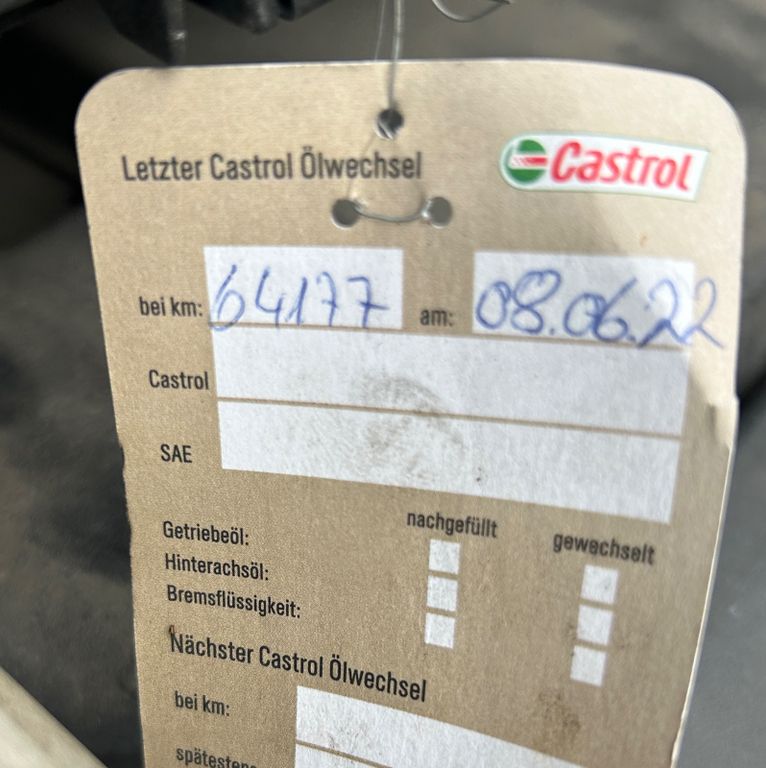 Letzter Castrol Ölwechsel
Castrol
bei km: 64177 am: 08.06.22
Castrol
SAE
nachgefüllt gewechselt
Getriebeöl:
Hinterachsöl:
Bremsflüssigkeit:
Nächster Castrol Ölwechsel
bei km: